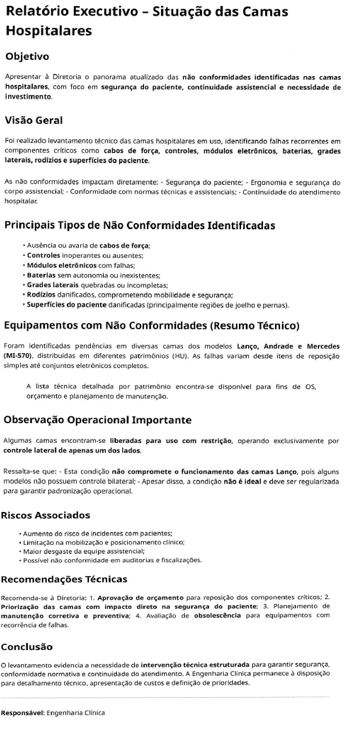 Relatório Executivo – Situação das Camas
Hospitalares
Objetivo
Apresentar à Diretoria o panorama atualizado das não conformidades identificadas nas camas
hospitalares, com foco em segurança do paciente, continuidade assistencial e necessidade de
investimento.
Visão Geral
Foi realizado levantamento técnico das camas hospitalares em uso, identificando falhas recorrentes em
componentes críticos como cabos de força, controles, módulos eletrônicos, baterias, grades
laterais, rodízios e superfícies do paciente.
As não conformidades impactam diretamente: - Segurança do paciente; - Ergonomia e segurança do
corpo assistencial; - Conformidade com normas técnicas e assistenciais; - Continuidade do atendimento
hospitalar.
Principais Tipos de Não Conformidades Identificadas
• Ausência ou avaria de cabos de força;
• Controles inoperantes ou ausentes;
• Módulos eletrônicos com falhas;
• Baterias sem autonomia ou inexistentes;
• Grades laterais quebradas ou incompletas;
• Rodízios danificados, comprometendo mobilidade e segurança;
• Superfícies do paciente danificadas (principalmente regiões de joelho e pernas).
Equipamentos com Não Conformidades (Resumo Técnico)
Foram identificadas pendências em diversas camas dos modelos Lanço, Andrade e Mercedes
(MI-570), distribuídas em diferentes patrimônios (HU). As falhas variam desde itens de reposição
simples até conjuntos eletrônicos completos.
A lista técnica detalhada por patrimônio encontra-se disponível para fins de OS,
orçamento e planejamento de manutenção.
Observação Operacional Importante
Algumas camas encontram-se liberadas para uso com restrição, operando exclusivamente por
controle lateral de apenas um dos lados.
Ressalta-se que: - Esta condição não compromete o funcionamento das camas Lanço, pois alguns
modelos não possuem controle bilateral; - Apesar disso, a condição não é ideal e deve ser regularizada
para garantir padronização operacional.
Riscos Associados
• Aumento do risco de incidentes com pacientes;
• Limitação na mobilização e posicionamento clínico;
• Maior desgaste da equipe assistencial;
• Possível não conformidade em auditorias e fiscalizações.
Recomendações Técnicas
Recomenda-se à Diretoria: 1. Aprovação de orçamento para reposição dos componentes críticos; 2.
Priorização das camas com impacto direto na segurança do paciente; 3. Planejamento de
manutenção corretiva e preventiva; 4. Avaliação de obsolescência para equipamentos com
recorrência de falhas.
Conclusão
O levantamento evidencia a necessidade de intervenção técnica estruturada para garantir segurança,
conformidade normativa e continuidade do atendimento. A Engenharia Clínica permanece à disposição
para detalhamento técnico, apresentação de custos e definição de prioridades.
Responsável: Engenharia Clínica